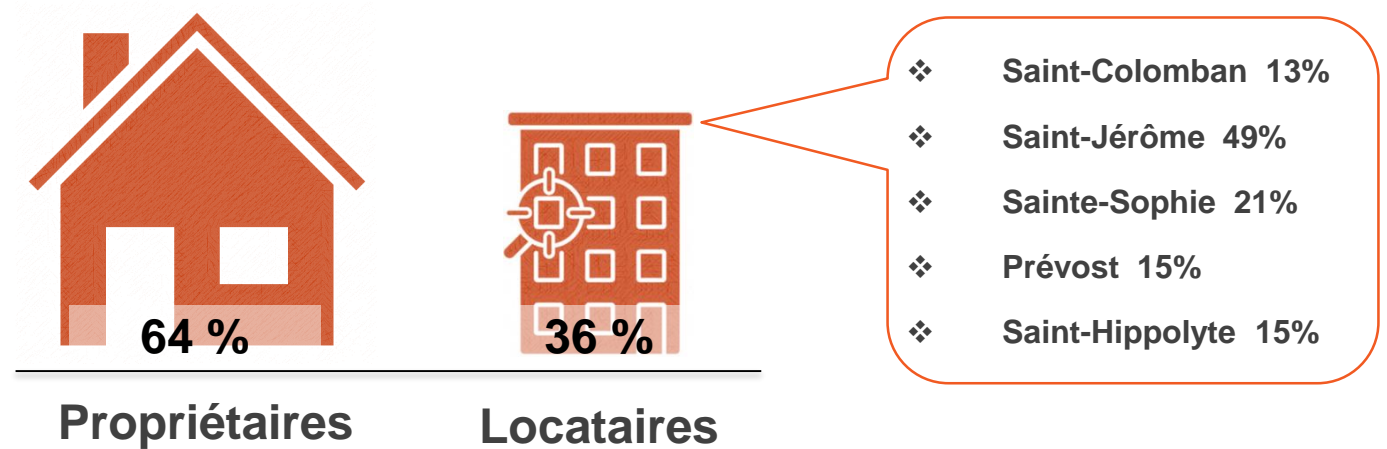 64 %
Propriétaires
36 %
Locataires
❖ Saint-Colomban 13%
❖ Saint-Jérôme 49%
❖ Sainte-Sophie 21%
❖ Prévost 15%
❖ Saint-Hippolyte 15%